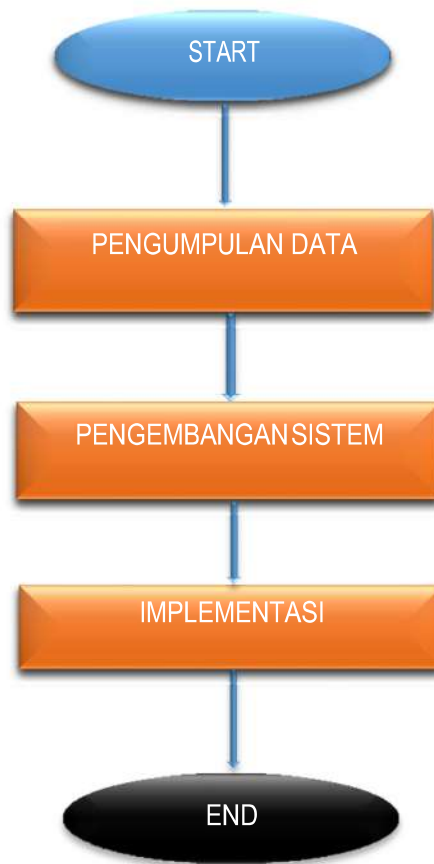 START
PENGUMPULAN DATA
PENGEMBANGAN SISTEM
IMPLEMENTASI
END